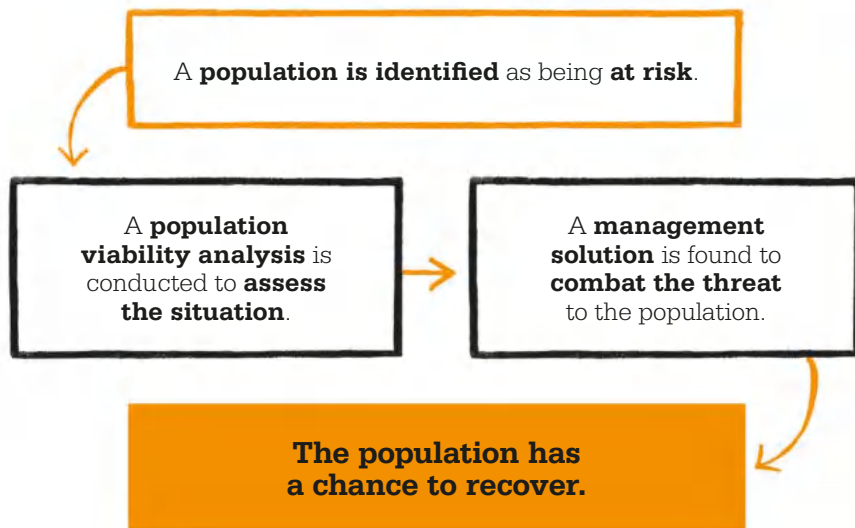 A population is identified as being at risk.
A population
viability analysis is
conducted to assess
the situation.
A management
solution is found to
combat the threat
to the population.
The population has
a chance to recover.